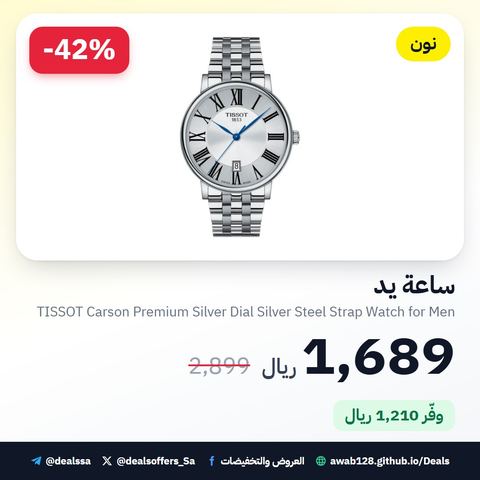 -42%
نون
TISSOT
1853
8
ساعة يد
TISSOT Carson Premium Silver Dial Silver Steel Strap Watch for Men
1,689 ريال 2,899
وفّر 1,210 ريال
@dealssa @dealsoffers_Sa العروض والتخفيضات awab128.github.io/Deals